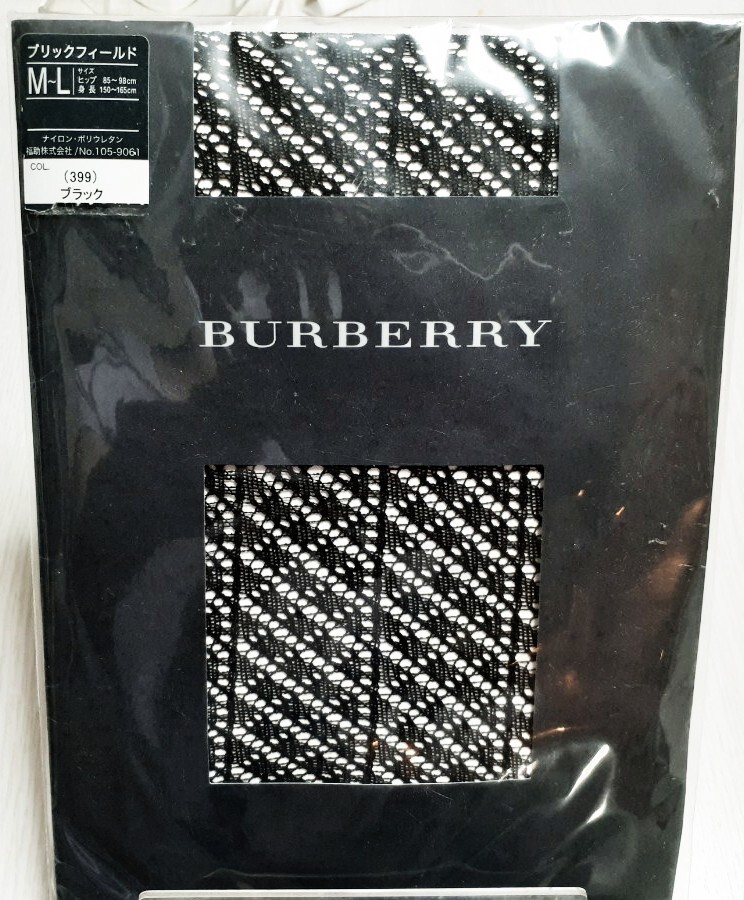 ブリックフィールド
M~L
サイズ
ヒップ 85~98cm
身長 150~165cm
ナイロン・ポリウレタン
福助株式会社/No.105-9061
COL.
(399)
ブラック
BURBERRY